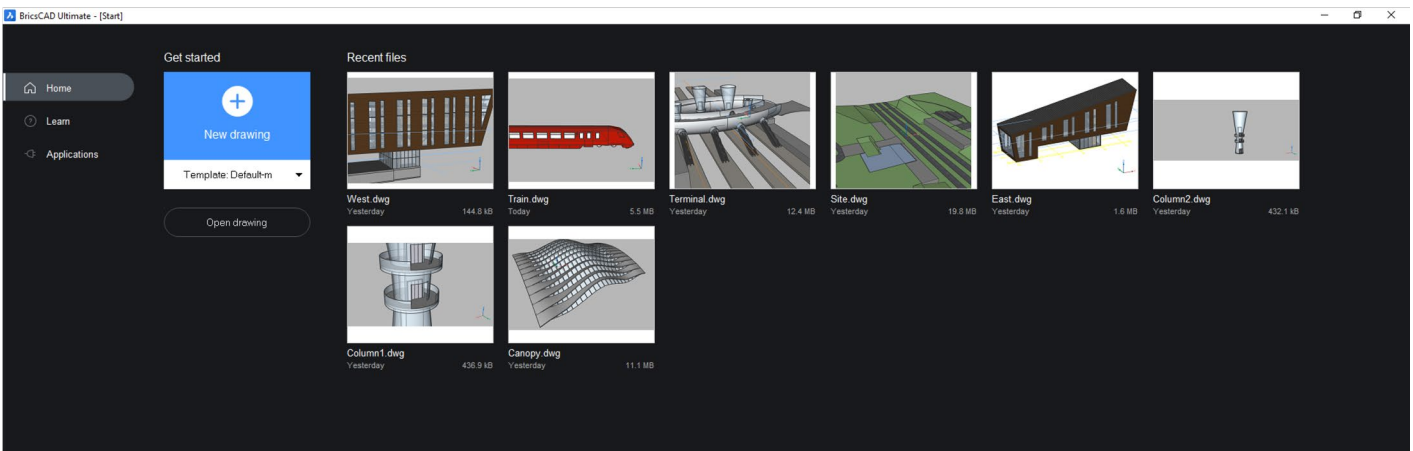 BricsCAD Ultimate - [Start]
Get started
Recent files
Home
Learn
Applications
New drawing
Template: Default-m
Open drawing
West.dwg
Yesterday 144.8 kB
Train.dwg
Today 5.5 MB
Terminal.dwg
Yesterday 12.4 MB
Site.dwg
Yesterday 19.8 MB
East.dwg
Yesterday 1.6 MB
Column2.dwg
Yesterday 432.1 kB
Column1.dwg
Yesterday 436.9 kB
Canopy.dwg
Yesterday 11.1 MB